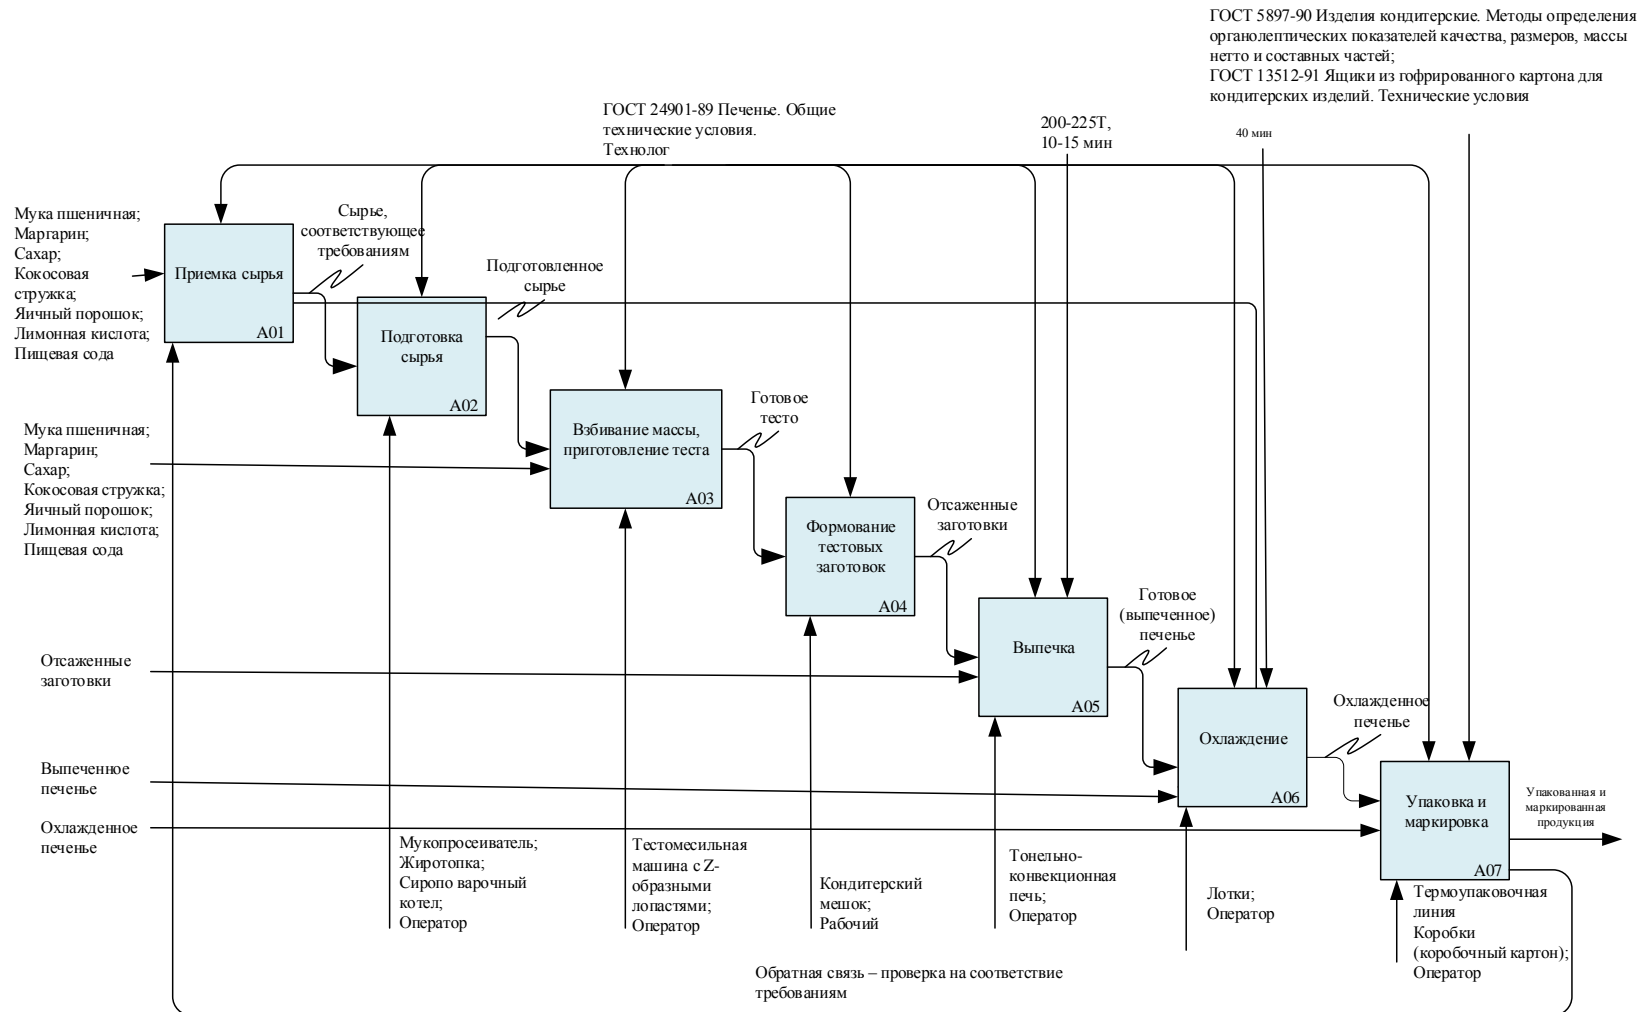 ГОСТ 5897-90 Изделия кондитерские. Методы определения
органолептических показателей качества, размеров, массы
нетто и составных частей;
ГОСТ 13512-91 Ящики из гофрированного картона для
кондитерских изделий. Технические условия
ГОСТ 24901-89 Печенье. Общие
технические условия.
Технолог
200-225Т,
10-15 мин
40 мин
Мука пшеничная;
Маргарин;
Сахар;
Кокосовая
стружка;
Яичный порошок;
Лимонная кислота;
Пищевая сода
Приемка сырья
A01
Сырье,
соответствующее
требованиям
Подготовка
сырья
A02
Подготовленное
сырье
Мука пшеничная;
Маргарин;
Сахар;
Кокосовая стружка;
Яичный порошок;
Лимонная кислота;
Пищевая сода
Взбивание массы,
приготовление теста
A03
Готовое
тесто
Формование
тестовых
заготовок
A04
Отсаженные
заготовки
Отсаженные
заготовки
Выпечка
A05
Готовое
(выпеченное)
печенье
Выпеченное
печенье
Охлаждение
A06
Охлажденное
печенье
Охлажденное
печенье
Упаковка и
маркировка
A07
Упакованная и
маркированная
продукция
Мукопросеиватель;
Жиротопка;
Сиропо варочный
котел;
Оператор
Тестомесильная
машина с Z-
образными
лопастями;
Оператор
Кондитерский
мешок;
Рабочий
Тонельно-
конвекционная
печь;
Оператор
Лотки;
Оператор
Термоупаковочная
линия
Коробки
(коробочный картон);
Оператор
Обратная связь – проверка на соответствие
требованиям